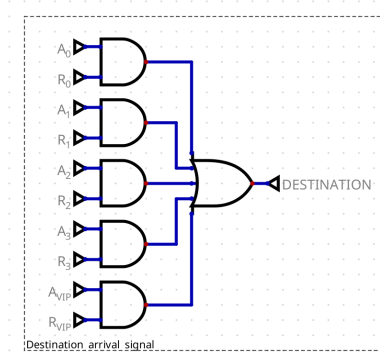 A0
R0
A1
R1
A2
R2
DESTINATION
A3
R3
AVIP
RVIP
Destination arrival signal